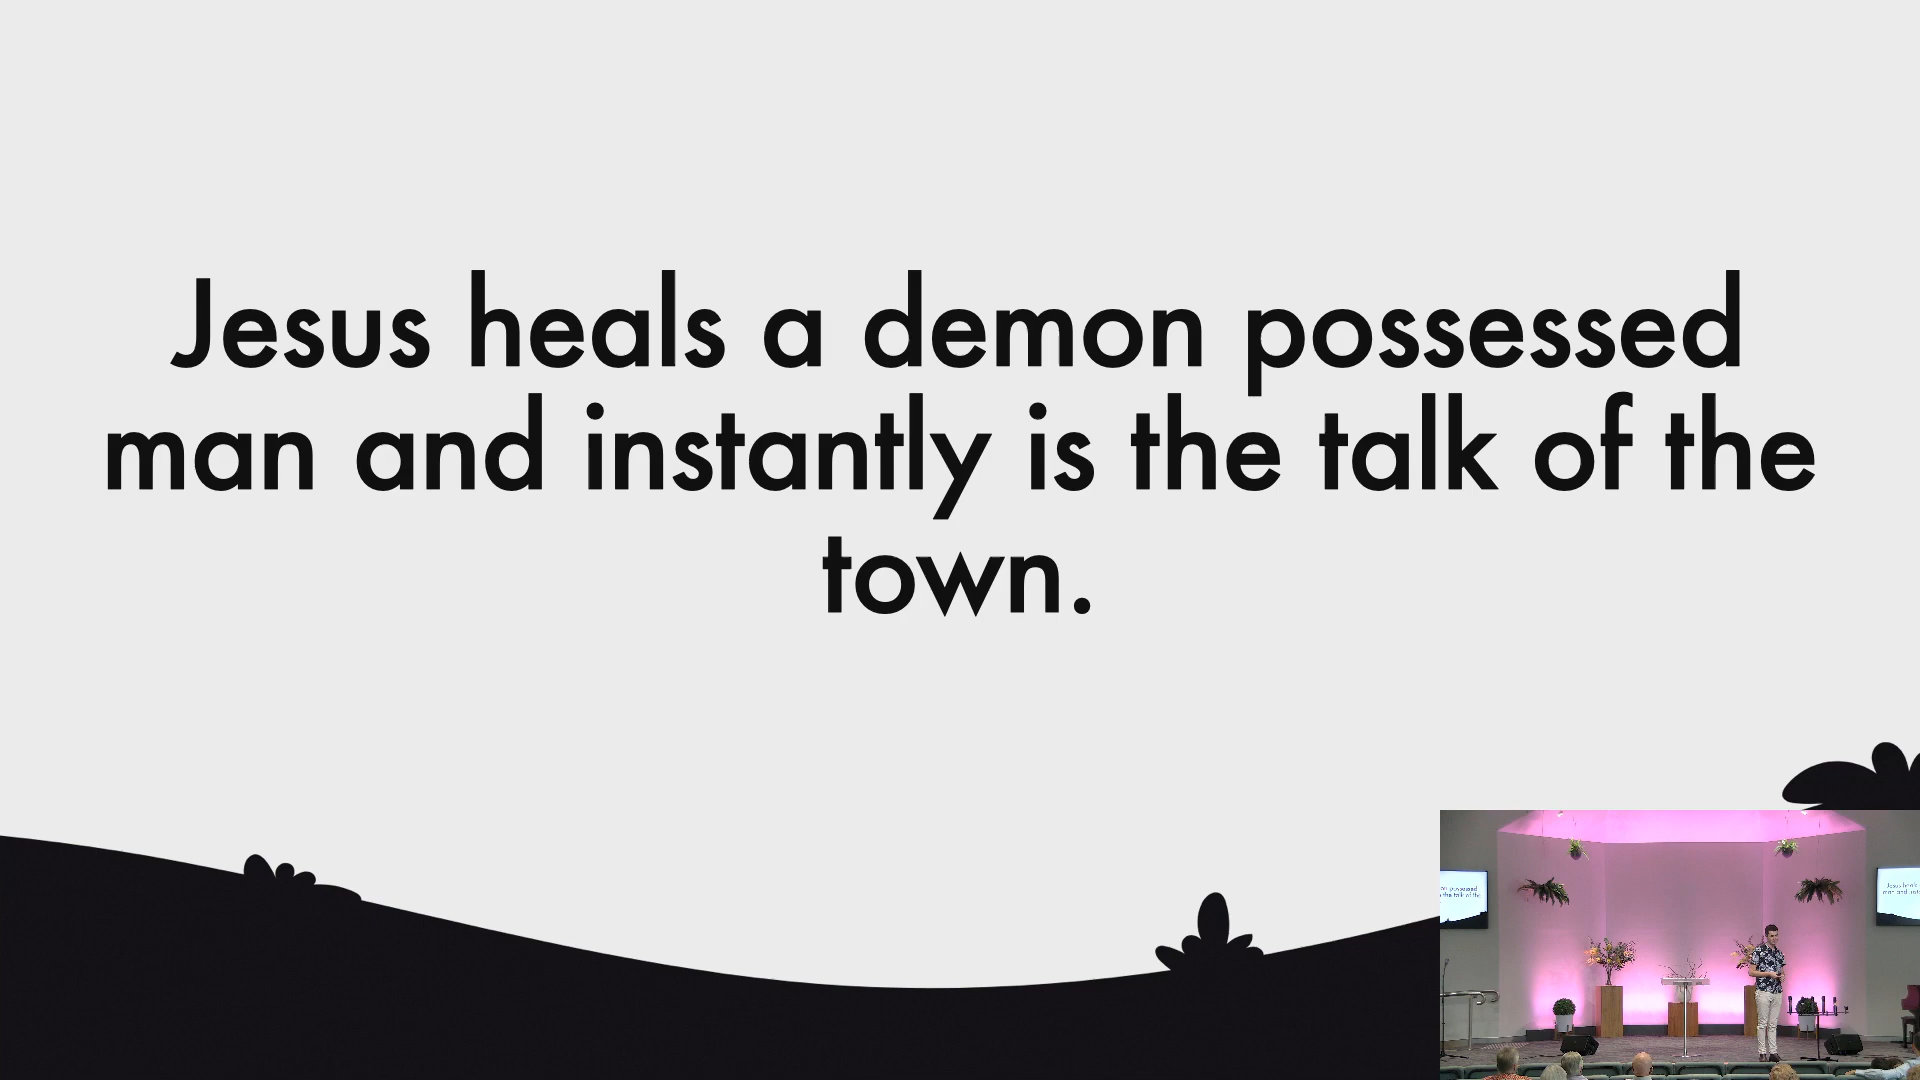 Jesus heals a demon possessed
man and instantly is the talk of the
town.